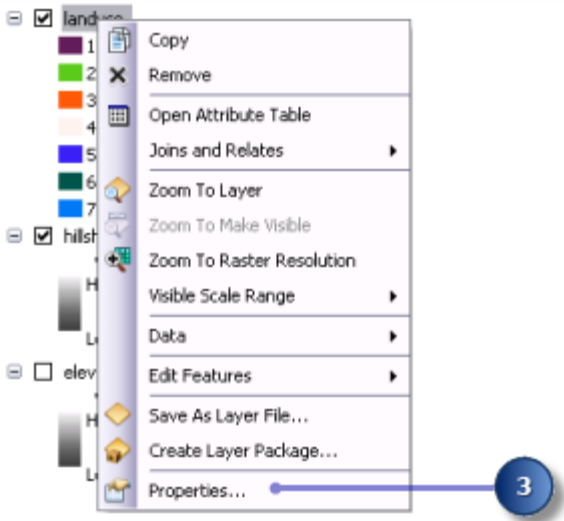 landuse
1
Copy
2
Remove
3
Open Attribute Table
4
5
Joins and Relates
6
Zoom To Layer
7
Zoom To Make Visible
hillsh
Zoom To Raster Resolution
H
Visible Scale Range
L
Data
elev
Edit Features
H
Save As Layer File...
Create Layer Package...
L
Properties...
3